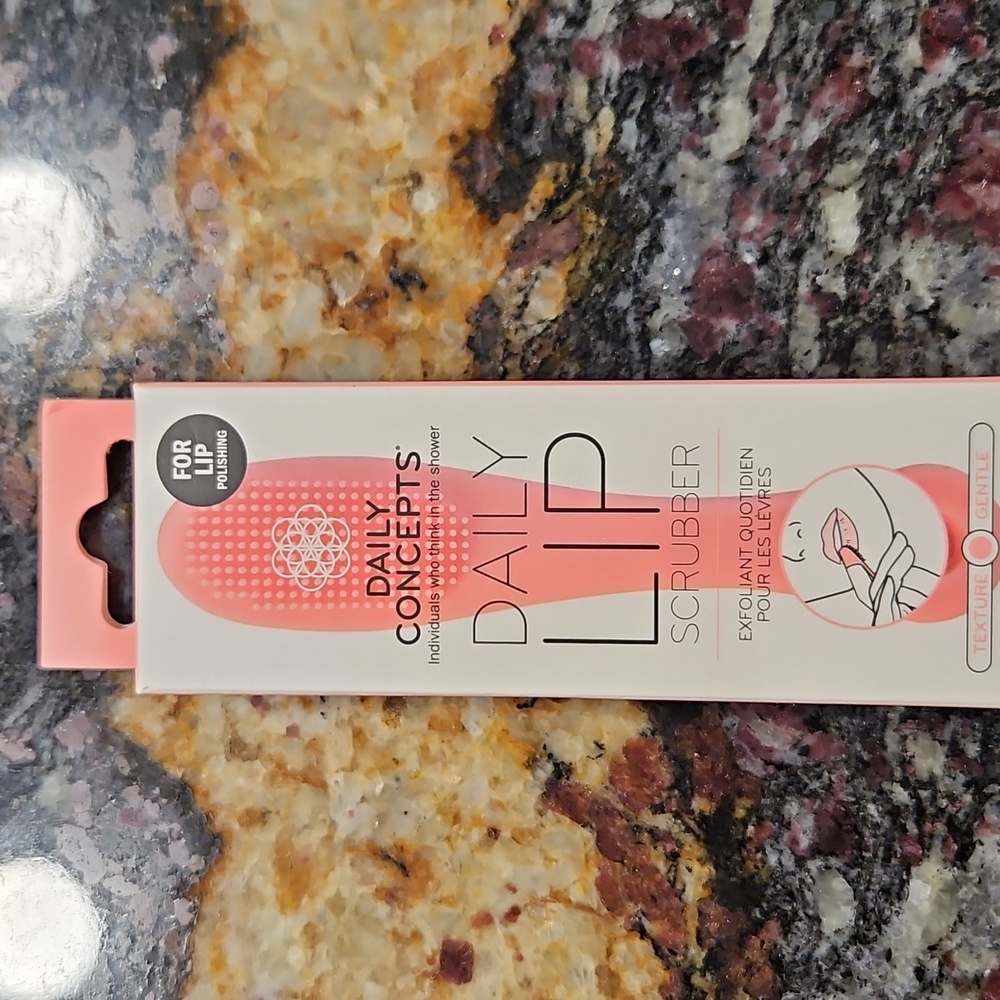 FOR
LIP
POLISHING
DAILY
CONCEPTS®
Individuals who think in the shower
DAILY
LIP
SCRUBBER
EXFOLIANT QUOTIDIEN
POUR LES LÈVRES
TEXTURE GENTLE